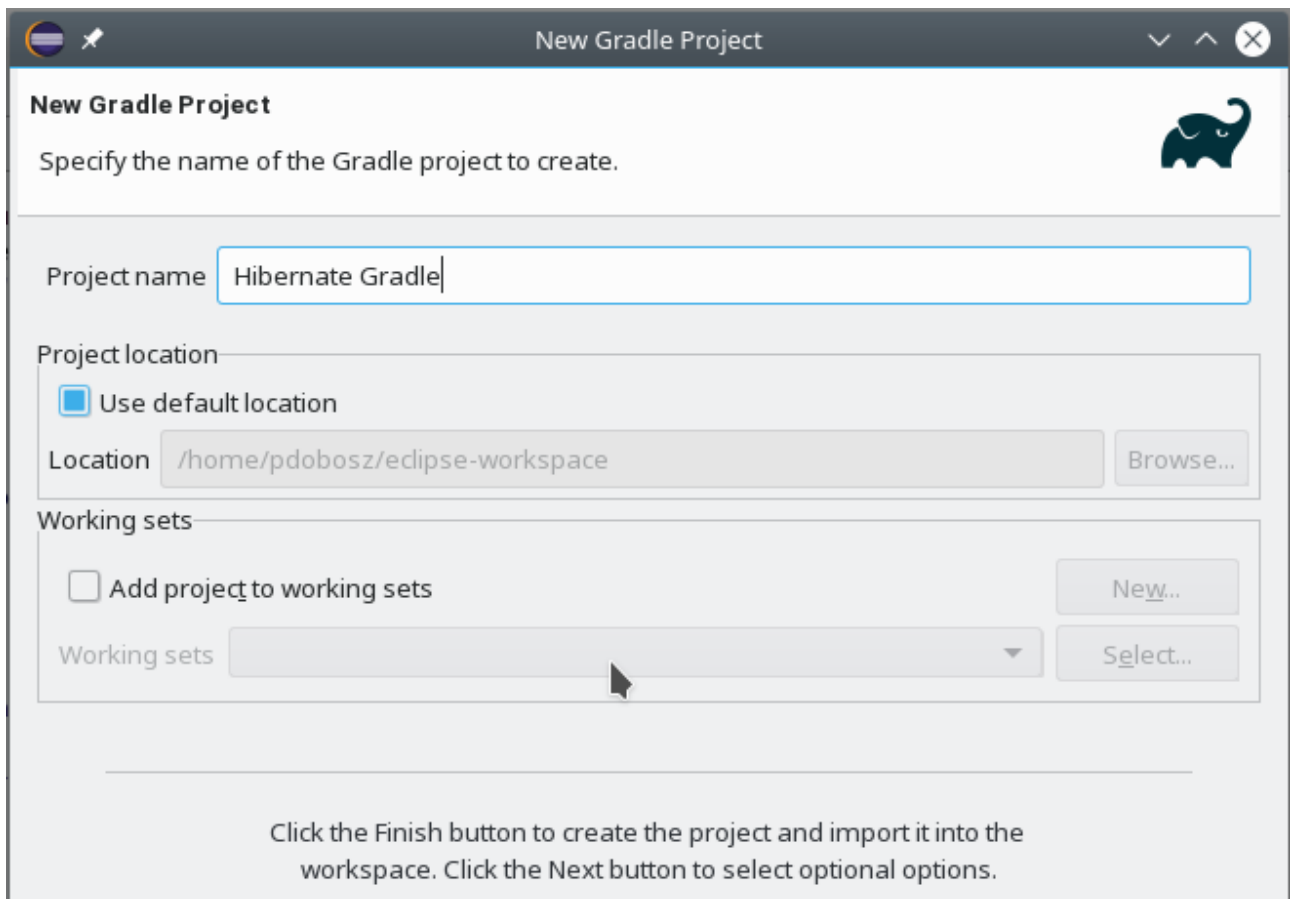 New Gradle Project
New Gradle Project
Specify the name of the Gradle project to create.
Project name Hibernate Gradle
Project location
Use default location
Location /home/pdobosz/eclipse-workspace Browse...
Working sets
Add project to working sets New...
Working sets Select...
Click the Finish button to create the project and import it into the
workspace. Click the Next button to select optional options.